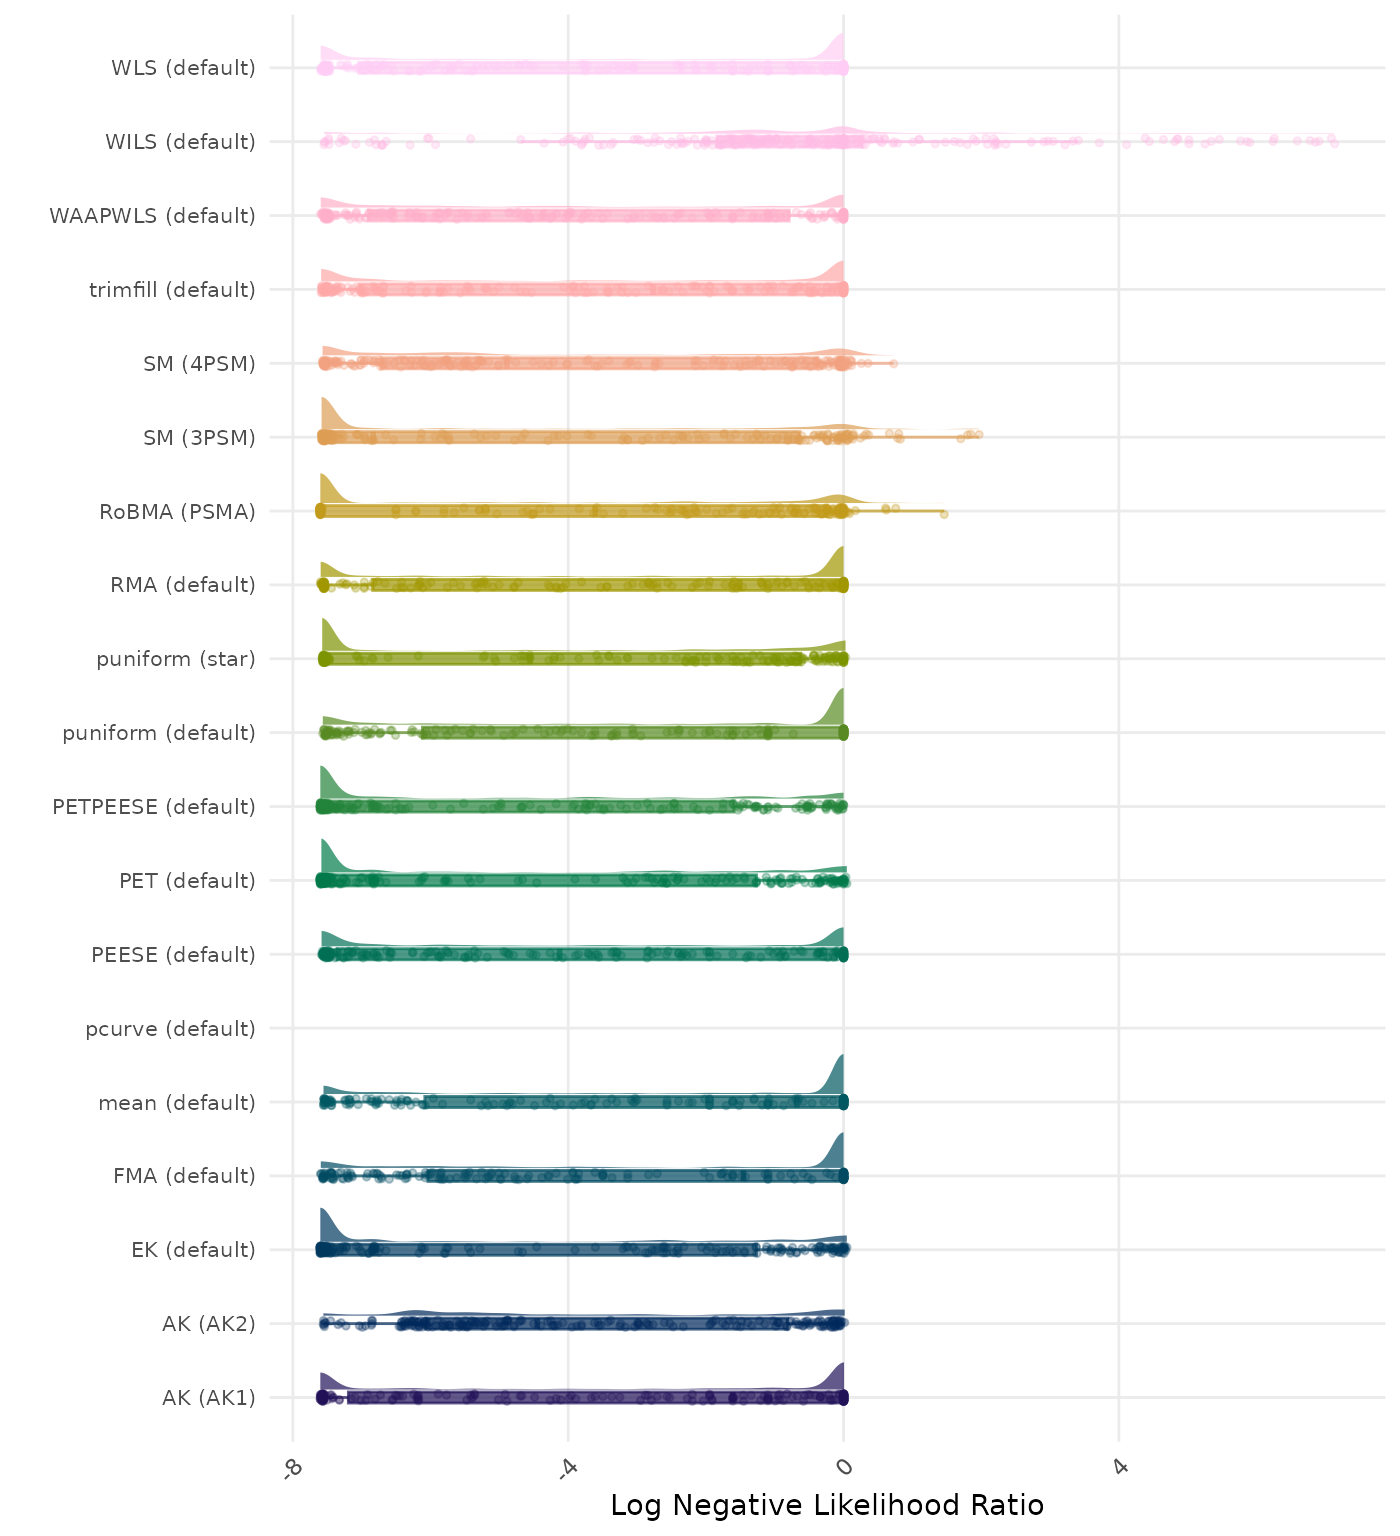 WLS (default)
WILS (default)
WAAPWLS (default)
trimfill (default)
SM (4PSM)
SM (3PSM)
RoBMA (PSMA)
RMA (default)
puniform (star)
puniform (default)
PETPEESE (default)
PET (default)
PEESE (default)
pcurve (default)
mean (default)
FMA (default)
EK (default)
AK (AK2)
AK (AK1)
-8 -4 0 4
Log Negative Likelihood Ratio